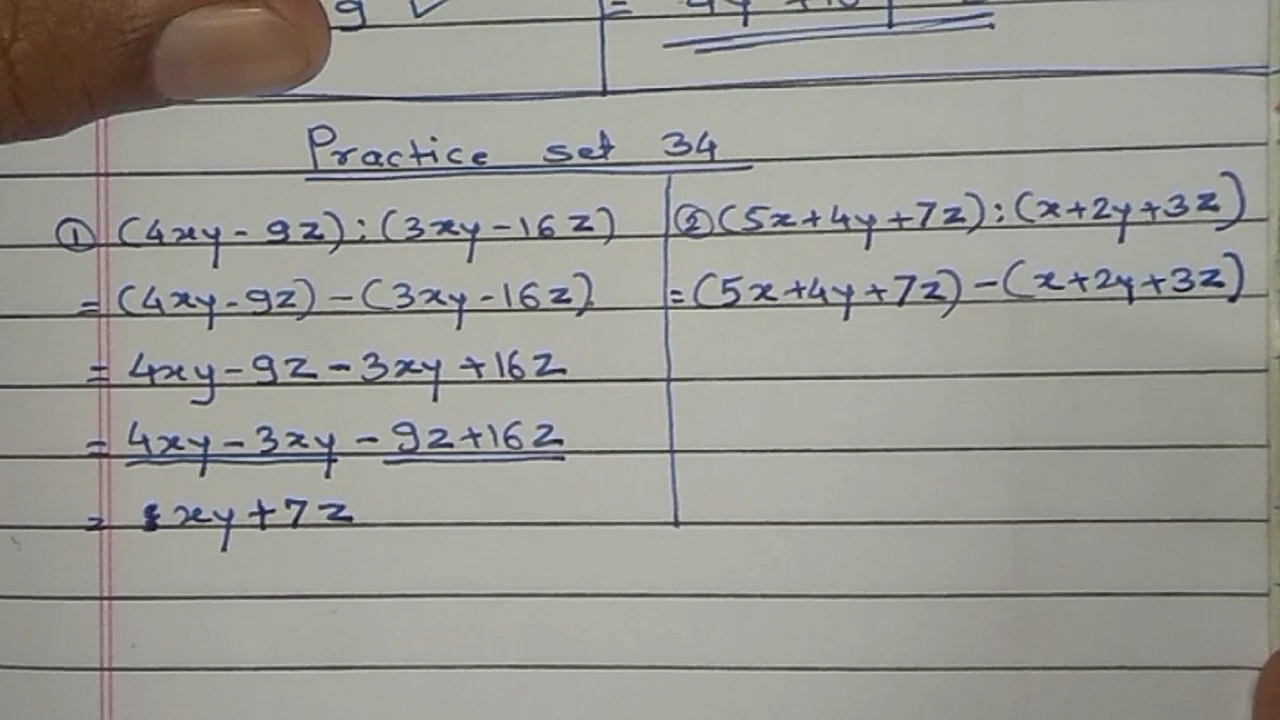 9 ✓
Practice set 34
① (4xy - 9z) ; (3xy - 16z)
= (4xy - 9z) - (3xy - 16z)
= 4xy - 9z - 3xy + 16z
= 4xy - 3xy - 9z + 16z
= xy + 7z
② (5x + 4y + 7z) ; (x + 2y + 3z)
= (5x + 4y + 7z) - (x + 2y + 3z)